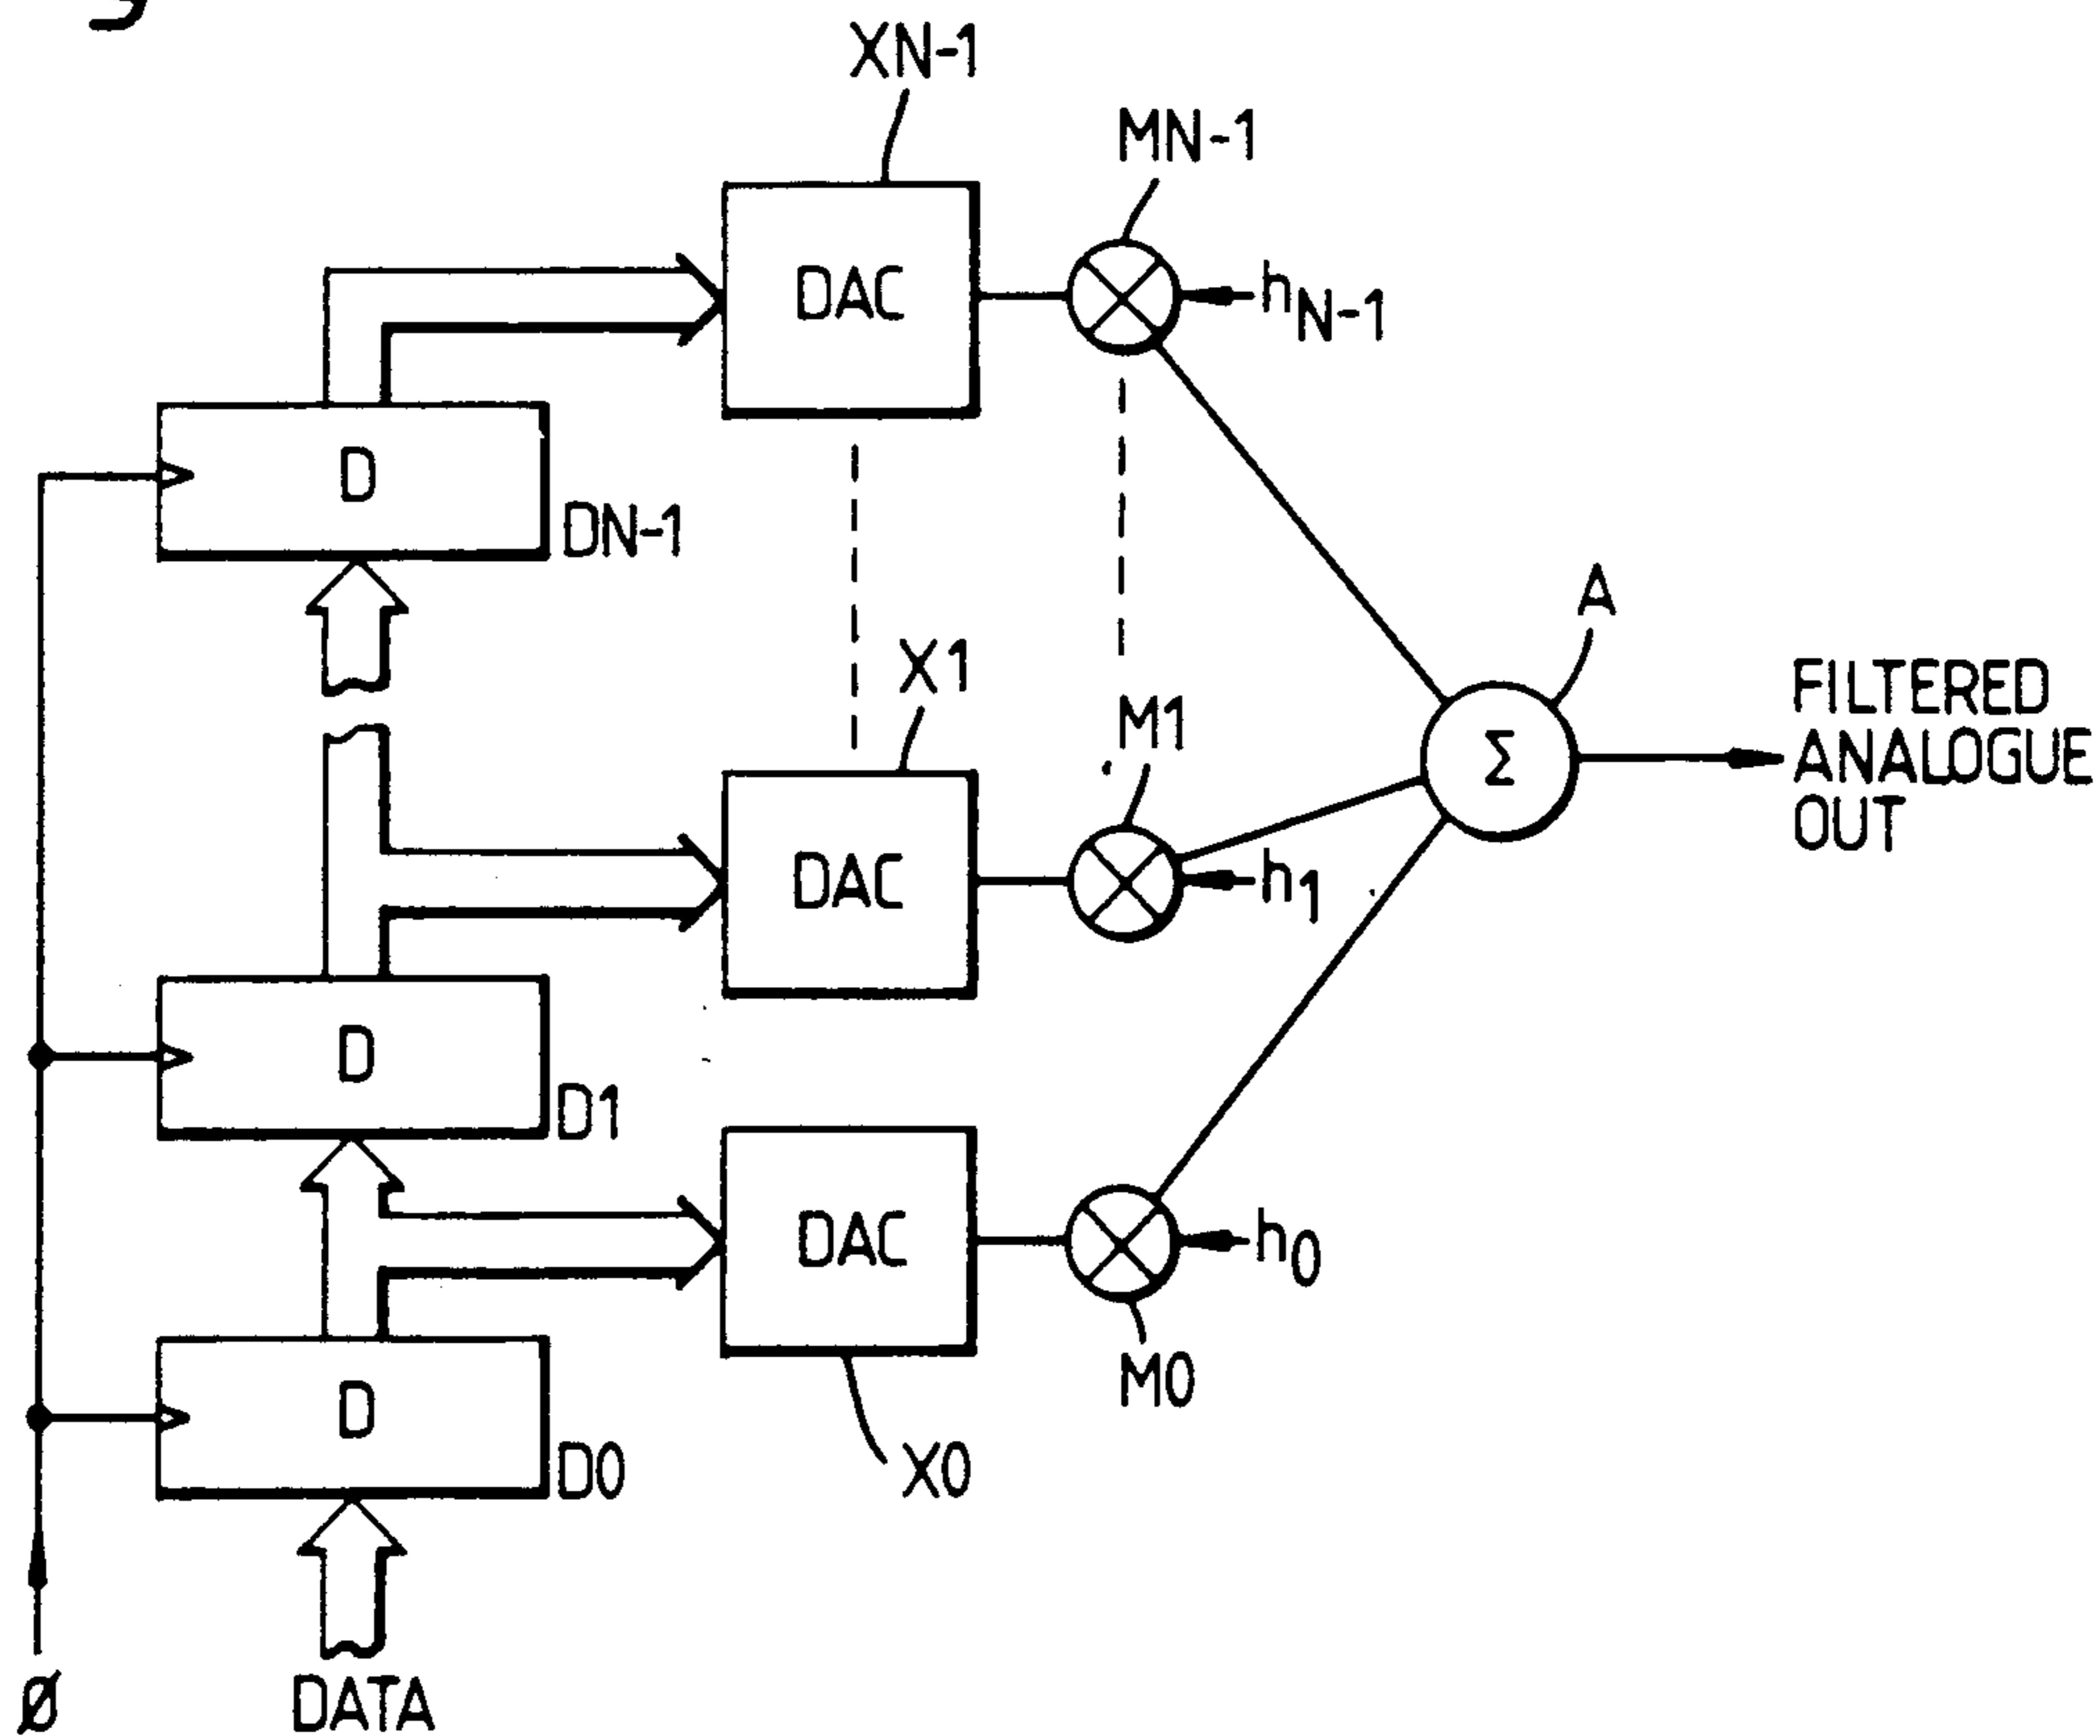 XN-1
MN-1
DAC
hN-1
D
DN-1
A
X1
M1
FILTERED
ANALOGUE
OUT
Σ
DAC
h1
D
D1
DAC
h0
M0
D
D0
X0
Ø
DATA